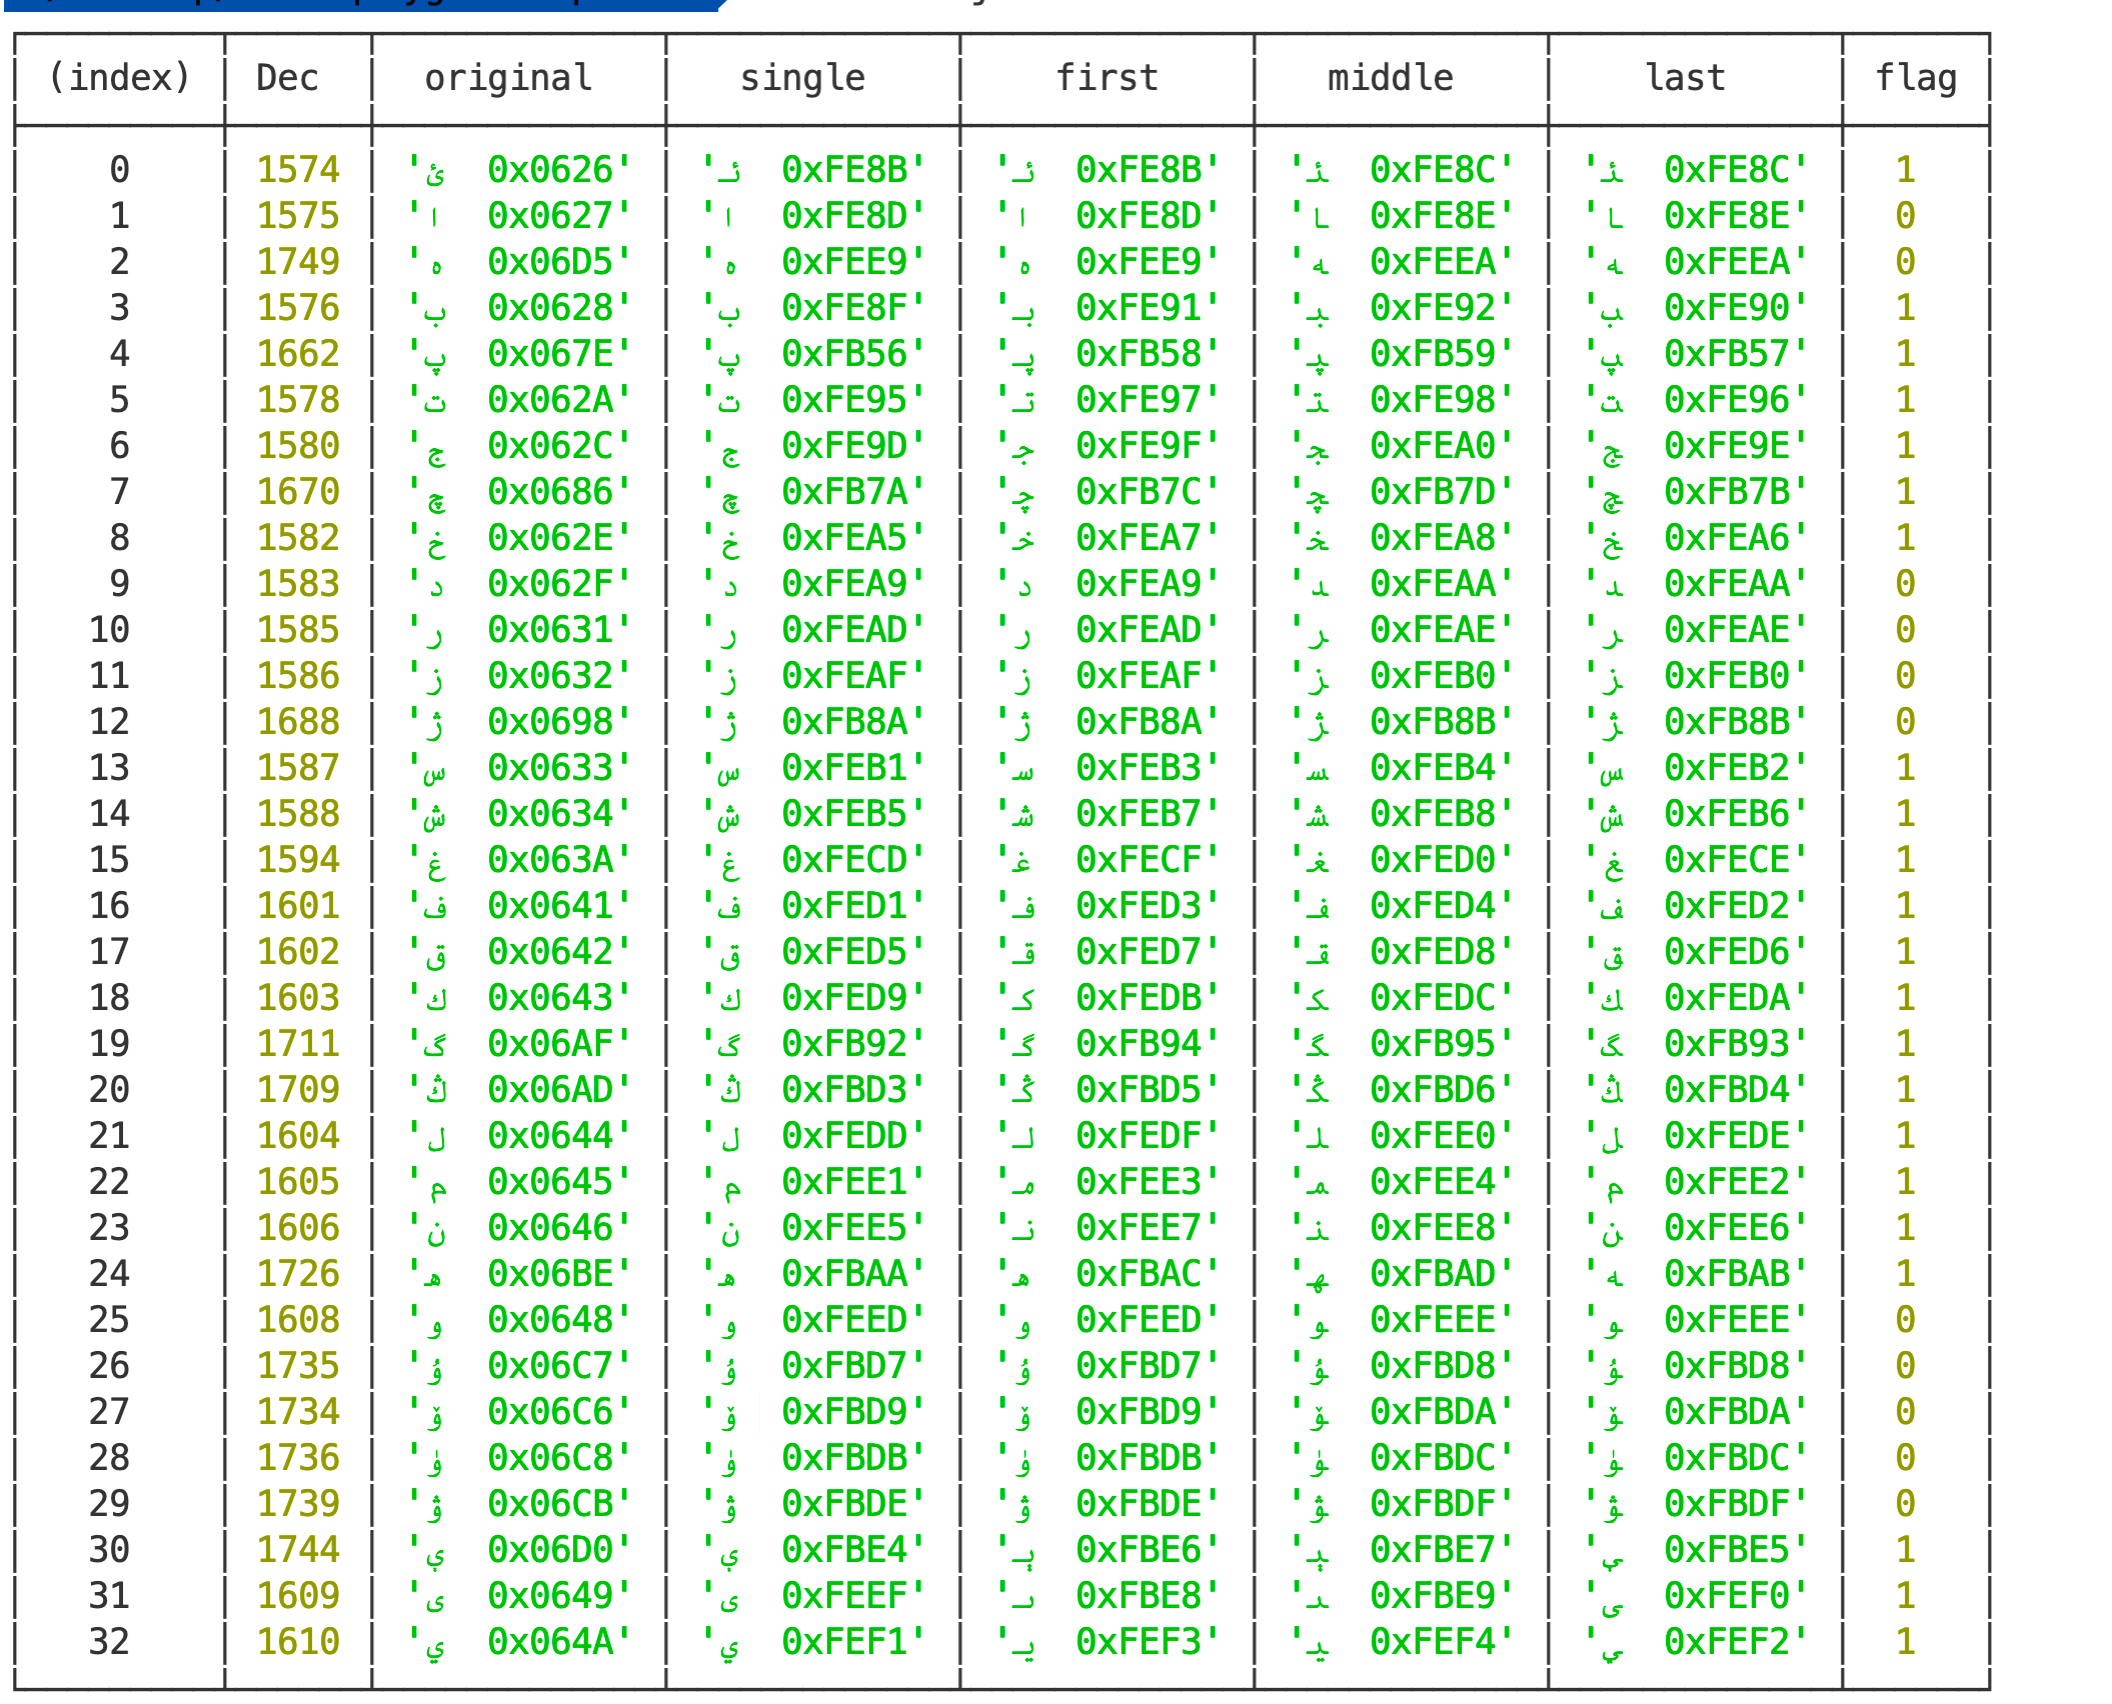 (index) Dec original single first middle last flag
0 1574 'ئ 0x0626' 'ﺋ 0xFE8B' 'ﺋ 0xFE8B' 'ﺌ 0xFE8C' 'ﺌ 0xFE8C' 1
1 1575 'ا 0x0627' 'ﺍ 0xFE8D' 'ﺍ 0xFE8D' 'ﺎ 0xFE8E' 'ﺎ 0xFE8E' 0
2 1749 'ە 0x06D5' 'ﻩ 0xFEE9' 'ﻩ 0xFEE9' 'ﻪ 0xFEEA' 'ﻪ 0xFEEA' 0
3 1576 'ب 0x0628' 'ﺏ 0xFE8F' 'ﺑ 0xFE91' 'ﺒ 0xFE92' 'ﺐ 0xFE90' 1
4 1662 'پ 0x067E' 'ﭖ 0xFB56' 'ﭘ 0xFB58' 'ﭙ 0xFB59' 'ﭗ 0xFB57' 1
5 1578 'ت 0x062A' 'ﺕ 0xFE95' 'ﺗ 0xFE97' 'ﺘ 0xFE98' 'ﺖ 0xFE96' 1
6 1580 'ج 0x062C' 'ﺝ 0xFE9D' 'ﺟ 0xFE9F' 'ﺠ 0xFEA0' 'ﺞ 0xFE9E' 1
7 1670 'چ 0x0686' 'ﭺ 0xFB7A' 'ﭼ 0xFB7C' 'ﭽ 0xFB7D' 'ﭻ 0xFB7B' 1
8 1582 'خ 0x062E' 'ﺥ 0xFEA5' 'ﺧ 0xFEA7' 'ﺨ 0xFEA8' 'ﺦ 0xFEA6' 1
9 1583 'د 0x062F' 'ﺩ 0xFEA9' 'ﺩ 0xFEA9' 'ﺪ 0xFEAA' 'ﺪ 0xFEAA' 0
10 1585 'ر 0x0631' 'ﺭ 0xFEAD' 'ﺭ 0xFEAD' 'ﺮ 0xFEAE' 'ﺮ 0xFEAE' 0
11 1586 'ز 0x0632' 'ﺯ 0xFEAF' 'ﺯ 0xFEAF' 'ﺰ 0xFEB0' 'ﺰ 0xFEB0' 0
12 1688 'ژ 0x0698' 'ﮊ 0xFB8A' 'ﮊ 0xFB8A' 'ﮋ 0xFB8B' 'ﮋ 0xFB8B' 0
13 1587 'س 0x0633' 'ﺱ 0xFEB1' 'ﺳ 0xFEB3' 'ﺴ 0xFEB4' 'ﺲ 0xFEB2' 1
14 1588 'ش 0x0634' 'ﺵ 0xFEB5' 'ﺷ 0xFEB7' 'ﺸ 0xFEB8' 'ﺶ 0xFEB6' 1
15 1594 'غ 0x063A' 'ﻍ 0xFECD' 'ﻏ 0xFECF' 'ﻐ 0xFED0' 'ﻎ 0xFECE' 1
16 1601 'ف 0x0641' 'ﻑ 0xFED1' 'ﻓ 0xFED3' 'ﻔ 0xFED4' 'ﻒ 0xFED2' 1
17 1602 'ق 0x0642' 'ﻕ 0xFED5' 'ﻗ 0xFED7' 'ﻘ 0xFED8' 'ﻖ 0xFED6' 1
18 1603 'ك 0x0643' 'ﻙ 0xFED9' 'ﻛ 0xFEDB' 'ﻜ 0xFEDC' 'ﻚ 0xFEDA' 1
19 1711 'گ 0x06AF' 'ﮒ 0xFB92' 'ﮔ 0xFB94' 'ﮕ 0xFB95' 'ﮓ 0xFB93' 1
20 1709 'ڭ 0x06AD' 'ﯓ 0xFBD3' 'ﯕ 0xFBD5' 'ﯖ 0xFBD6' 'ﯔ 0xFBD4' 1
21 1604 'ل 0x0644' 'ﻝ 0xFEDD' 'ﻟ 0xFEDF' 'ﻠ 0xFEE0' 'ﻞ 0xFEDE' 1
22 1605 'م 0x0645' 'ﻡ 0xFEE1' 'ﻣ 0xFEE3' 'ﻤ 0xFEE4' 'ﻢ 0xFEE2' 1
23 1606 'ن 0x0646' 'ﻥ 0xFEE5' 'ﻧ 0xFEE7' 'ﻨ 0xFEE8' 'ﻦ 0xFEE6' 1
24 1726 'ھ 0x06BE' 'ﮪ 0xFBAA' 'ﮬ 0xFBAC' 'ﮭ 0xFBAD' 'ﮫ 0xFBAB' 1
25 1608 'و 0x0648' 'ﻭ 0xFEED' 'ﻭ 0xFEED' 'ﻮ 0xFEEE' 'ﻮ 0xFEEE' 0
26 1735 'ۇ 0x06C7' 'ﯗ 0xFBD7' 'ﯗ 0xFBD7' 'ﯘ 0xFBD8' 'ﯘ 0xFBD8' 0
27 1734 'ۆ 0x06C6' 'ﯙ 0xFBD9' 'ﯙ 0xFBD9' 'ﯚ 0xFBDA' 'ﯚ 0xFBDA' 0
28 1736 'ۈ 0x06C8' 'ﯛ 0xFBDB' 'ﯛ 0xFBDB' 'ﯜ 0xFBDC' 'ﯜ 0xFBDC' 0
29 1739 'ۋ 0x06CB' 'ﯞ 0xFBDE' 'ﯞ 0xFBDE' 'ﯟ 0xFBDF' 'ﯟ 0xFBDF' 0
30 1744 'ې 0x06D0' 'ﯤ 0xFBE4' 'ﯦ 0xFBE6' 'ﯧ 0xFBE7' 'ﯥ 0xFBE5' 1
31 1609 'ى 0x0649' 'ﻯ 0xFEEF' 'ﯨ 0xFBE8' 'ﯩ 0xFBE9' 'ﻰ 0xFEF0' 1
32 1610 'ي 0x064A' 'ﻱ 0xFEF1' 'ﻳ 0xFEF3' 'ﻴ 0xFEF4' 'ﻲ 0xFEF2' 1